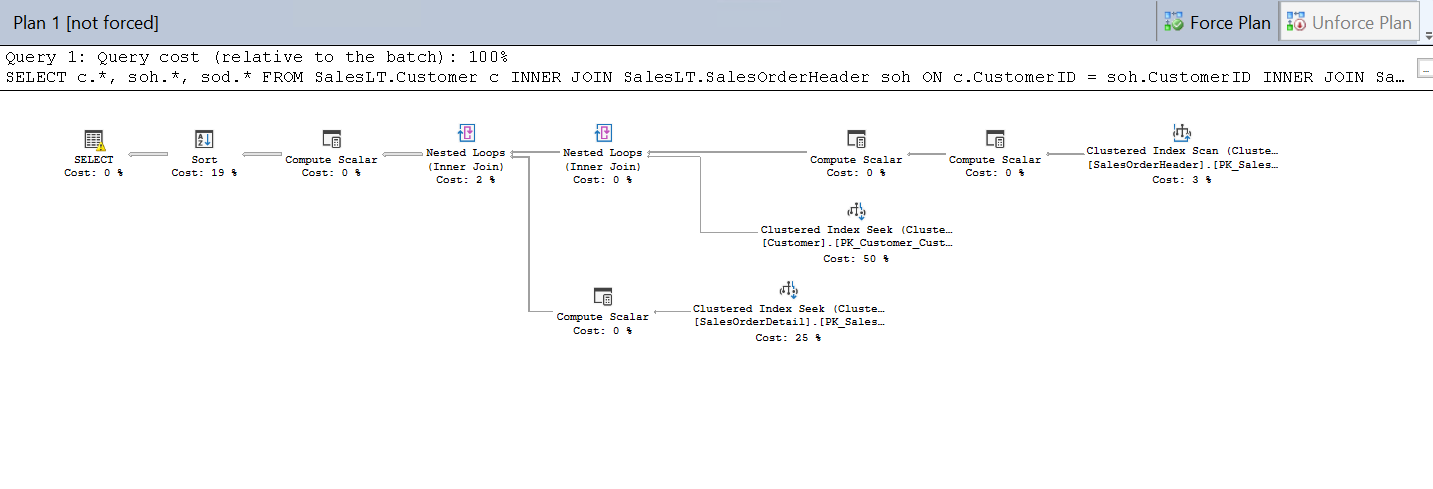 Plan 1 [not forced]
Force Plan
Unforce Plan
Query 1: Query cost (relative to the batch): 100%
SELECT c.*, soh.*, sod.* FROM SalesLT.Customer c INNER JOIN SalesLT.SalesOrderHeader soh ON c.CustomerID = soh.CustomerID INNER JOIN Sa…
SELECT
Cost: 0 %
Sort
Cost: 19 %
Compute Scalar
Cost: 0 %
Nested Loops
(Inner Join)
Cost: 2 %
Nested Loops
(Inner Join)
Cost: 0 %
Compute Scalar
Cost: 0 %
Compute Scalar
Cost: 0 %
Clustered Index Scan (Cluste…
[SalesOrderHeader].[PK_Sales…
Cost: 3 %
Clustered Index Seek (Cluste…
[Customer].[PK_Customer_Cust…
Cost: 50 %
Compute Scalar
Cost: 0 %
Clustered Index Seek (Cluste…
[SalesOrderDetail].[PK_Sales…
Cost: 25 %